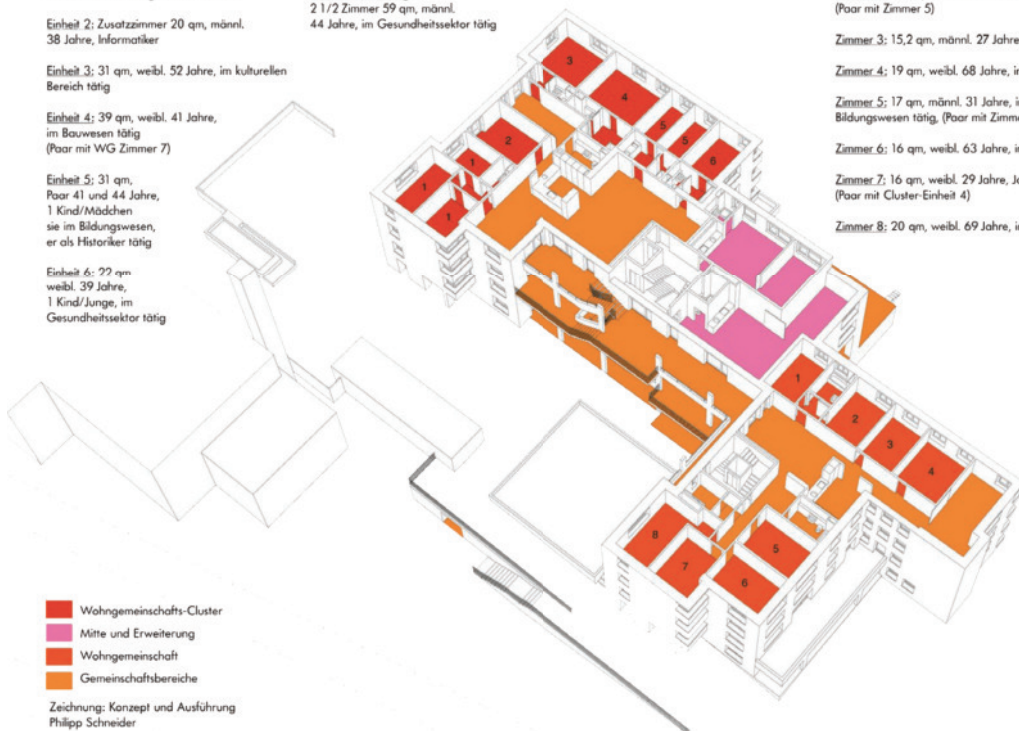 Einheit 2: Zusatzzimmer 20 qm, männl.
38 Jahre, Informatiker
Einheit 3: 31 qm, weibl. 52 Jahre, im kulturellen
Bereich tätig
Einheit 4: 39 qm, weibl. 41 Jahre,
im Bauwesen tätig
(Paar mit WG Zimmer 7)
Einheit 5: 31 qm,
Paar 41 und 44 Jahre,
1 Kind/Mädchen
sie im Bildungswesen,
er als Historiker tätig
Einheit 6: 22 qm
weibl. 39 Jahre,
1 Kind/Junge, im
Gesundheitssektor tätig
2 1/2 Zimmer 59 qm, männl.
44 Jahre, im Gesundheitssektor tätig
(Paar mit Zimmer 5)
Zimmer 3: 15,2 qm, männl. 27 Jahre
Zimmer 4: 19 qm, weibl. 68 Jahre,
Zimmer 5: 17 qm, männl. 31 Jahre,
Bildungswesen tätig, (Paar mit
Zimmer 6: 16 qm, weibl. 63 Jahre,
Zimmer 7: 16 qm, weibl. 29 Jahre,
(Paar mit Cluster-Einheit 4)
Zimmer 8: 20 qm, weibl. 69 Jahre,
3
4
5
5
6
2
1
1
1
1
2
3
4
5
6
7
8
Wohngemeinschafts-Cluster
Mitte und Erweiterung
Wohngemeinschaft
Gemeinschaftsbereiche
Zeichnung: Konzept und Ausführung
Philipp Schneider